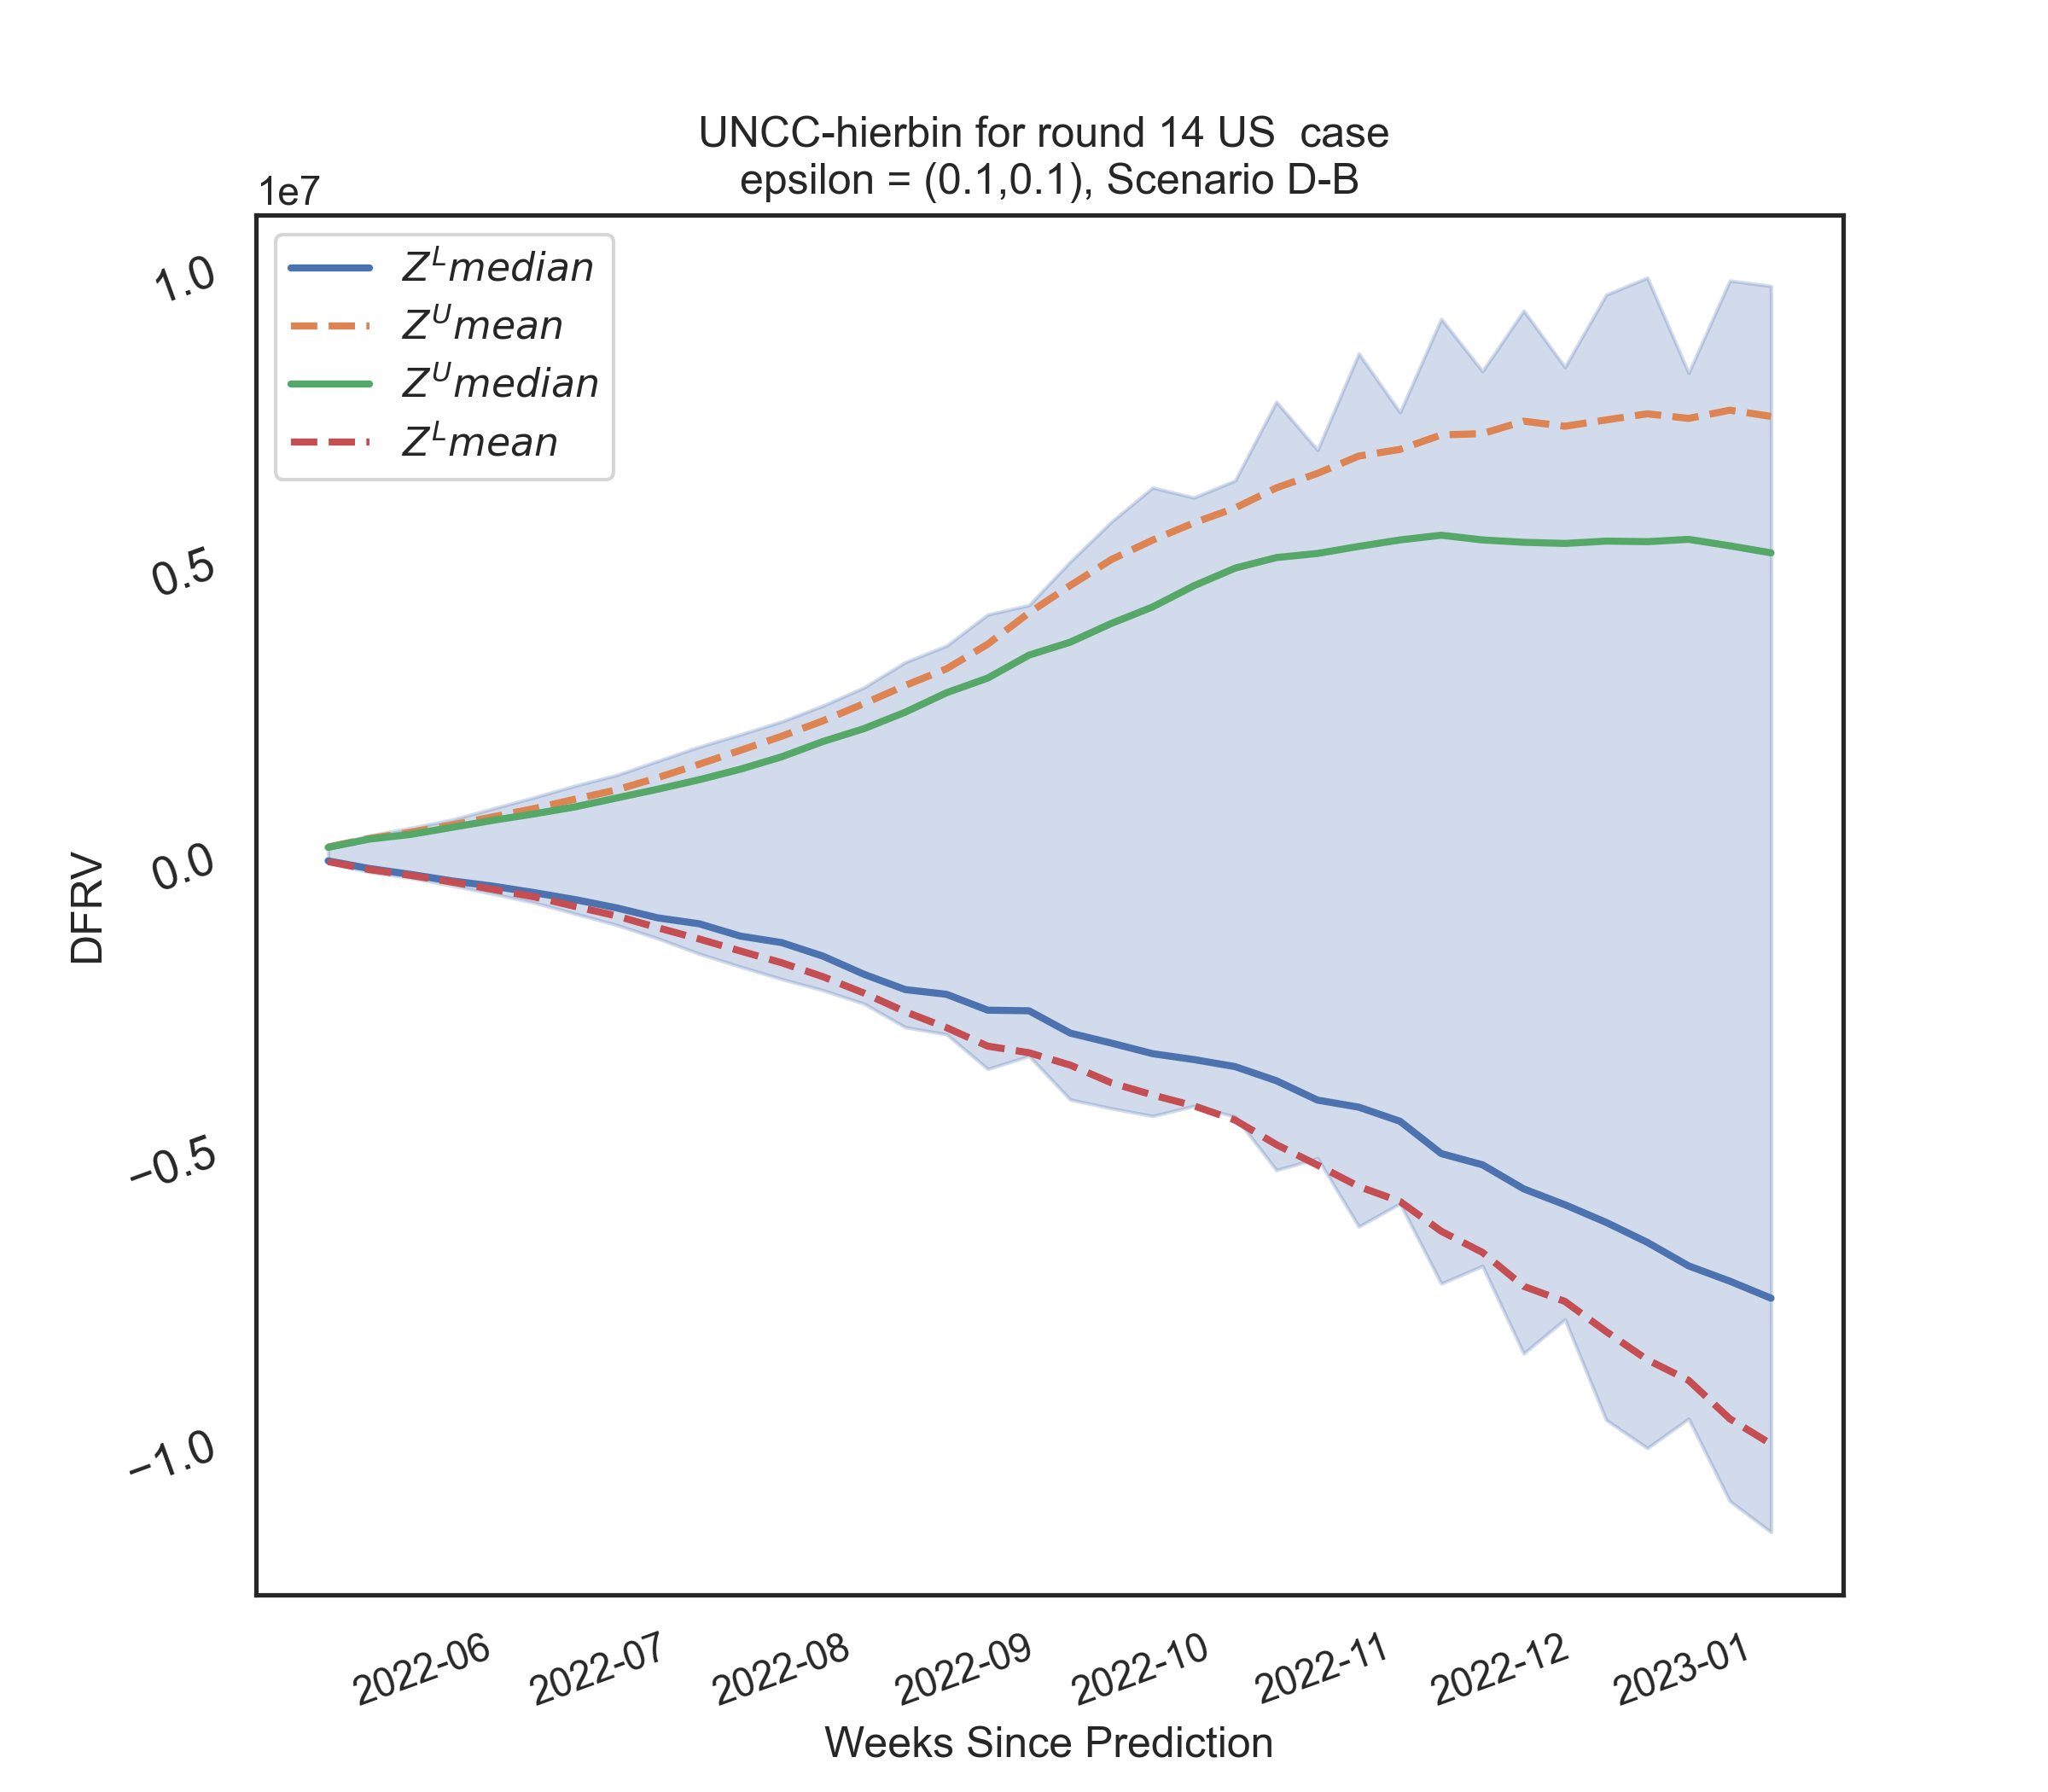 UNCC-hierbin for round 14 US  case
epsilon = (0.1,0.1), Scenario D-B
1e7
Z^L median
Z^U mean
Z^U median
Z^L mean
1.0
0.5
0.0
−0.5
−1.0
DFRV
2022-06
2022-07
2022-08
2022-09
2022-10
2022-11
2022-12
2023-01
Weeks Since Prediction